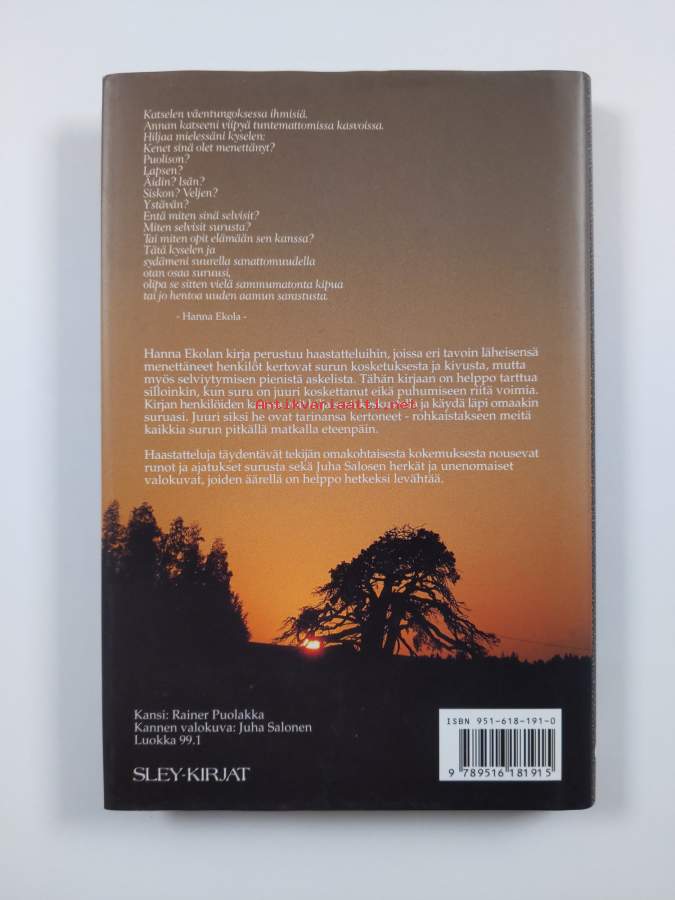 Katselen väentungoksessa ihmisiä,
Annan katseeni viipyä tuntemattomissa kasvoissa.
Hiljaa mielessäni kyselen:
Kenet sinä olet menettänyt?
Puolison?
Lapsen?
Äidin? Isän?
Siskon? Veljen?
Ystävän?
Entä miten sinä selvisit?
Miten selvisit surusta?
Tai miten opit elämään sen kanssa?
Tätä kyselen ja
sydämeni suurella sanattomuudella
otan osaa suruusi,
olipa se sitten vielä sammumatonta kipua
tai jo hentoa uuden aamun sarastusta.
- Hanna Ekola -
Hanna Ekolan kirja perustuu haastatteluihin, joissa eri tavoin läheisensä
menettäneet henkilöt kertovat surun kosketuksesta ja kivusta, mutta
myös selviytymisen pienistä askelista. Tähän kirjaan on helppo tarttua
silloinkin, kun suru on juuri koskettanut eikä puhumiseen riitä voimia.
Kirjan henkilöiden ja käydä läpi omaakin
Antikvariaatti.net
suruasi. Juuri siksi he ovat tarinansa kertoneet - rohkaistakseen meitä
kaikkia surun pitkällä matkalla eteenpäin.
Haastatteluja täydentävät tekijän omakohtaisesta kokemuksesta nousevat
runot ja ajatukset surusta sekä Juha Salosen herkät ja unenomaiset
valokuvat, joiden äärellä on helppo hetkeksi levähtää.
Kansi: Rainer Puolakka
Kannen valokuva: Juha Salonen
Luokka 99.1
SLEY-KIRJAT
ISBN 951-618-191-0
9 789516 181915